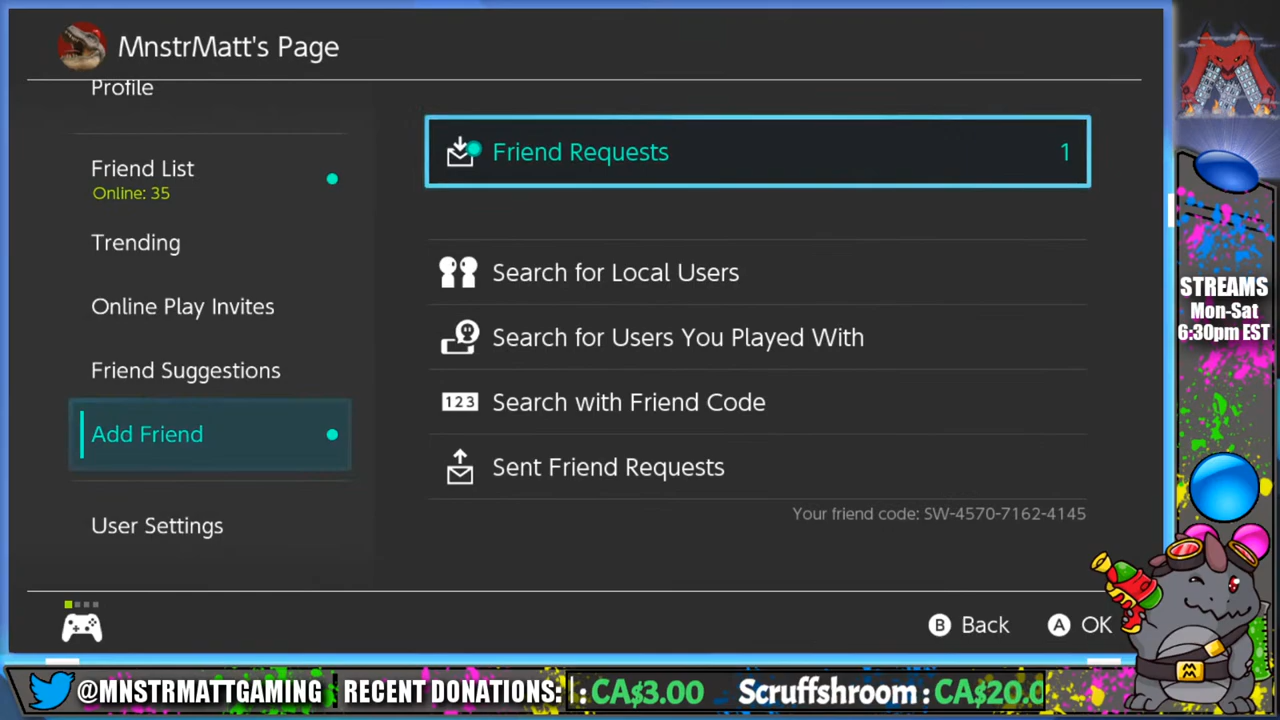 MnstrMatt's Page
Profile
Friend List
Online: 35
Trending
Online Play Invites
Friend Suggestions
Add Friend
User Settings
Friend Requests 1
Search for Local Users
Search for Users You Played With
123 Search with Friend Code
Sent Friend Requests
Your friend code: SW-4570-7162-4145
B Back A OK
STREAMS
Mon-Sat
6:30pm EST
M
@MNSTRMATTGAMING RECENT DONATIONS: : CA$3.00 Scruffshroom : CA$20.0